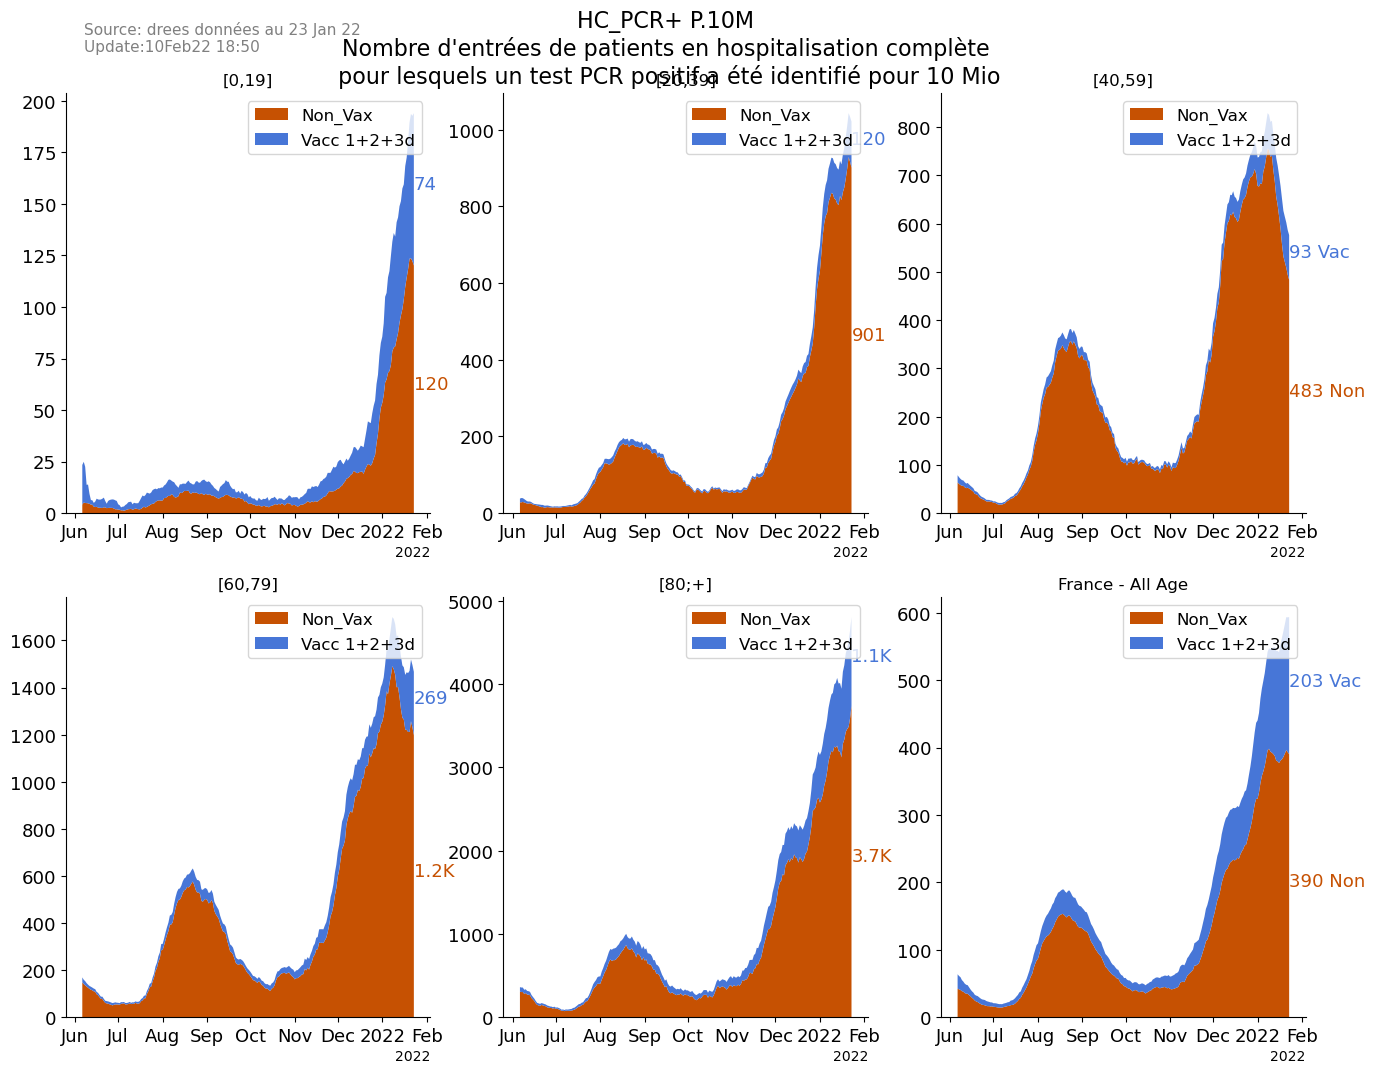 Source: drees données au 23 Jan 22
Update:10Feb22 18:50
HC_PCR+ P.10M
Nombre d'entrées de patients en hospitalisation complète
pour lesquels un test PCR positif a été identifié pour 10 Mio
[0,19]
Non_Vax
Vacc 1+2+3d
200
175
150
125
100
75
50
25
0
74
120
Jun Jul Aug Sep Oct Nov Dec 2022 Feb
2022
[20,39]
Non_Vax
Vacc 1+2+3d
1000
800
600
400
200
0
120
901
Jun Jul Aug Sep Oct Nov Dec 2022 Feb
2022
[40,59]
Non_Vax
Vacc 1+2+3d
800
700
600
500
400
300
200
100
0
93 Vac
483 Non
Jun Jul Aug Sep Oct Nov Dec 2022 Feb
2022
[60,79]
Non_Vax
Vacc 1+2+3d
1600
1400
1200
1000
800
600
400
200
0
269
1.2K
Jun Jul Aug Sep Oct Nov Dec 2022 Feb
2022
[80;+]
Non_Vax
Vacc 1+2+3d
5000
4000
3000
2000
1000
0
1.1K
3.7K
Jun Jul Aug Sep Oct Nov Dec 2022 Feb
2022
France - All Age
Non_Vax
Vacc 1+2+3d
600
500
400
300
200
100
0
203 Vac
390 Non
Jun Jul Aug Sep Oct Nov Dec 2022 Feb
2022